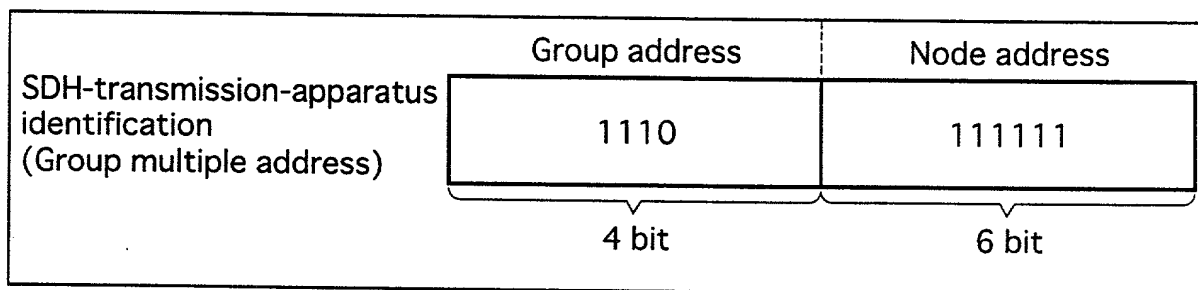 Group address Node address
SDH-transmission-apparatus
identification
(Group multiple address)
1110 111111
4 bit 6 bit